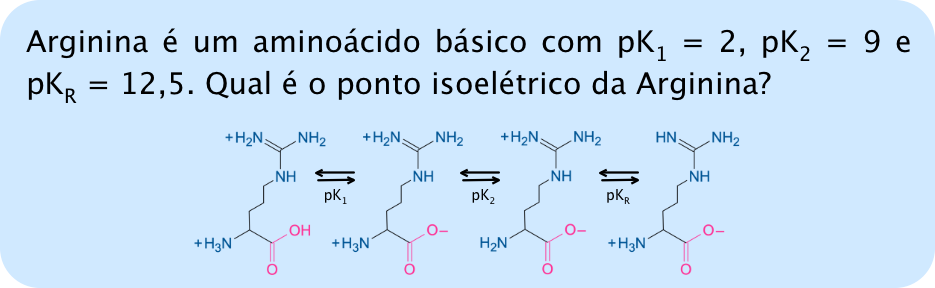 Arginina é um aminoácido básico com pK₁ = 2, pK₂ = 9 e
pKR = 12,5. Qual é o ponto isoelétrico da Arginina?
+H₂N NH₂ +H₂N NH₂ +H₂N NH₂ HN NH₂
NH NH NH NH
pK₁ pK₂ pKR
OH O− O− O−
+H₃N +H₃N H₂N +H₃N
O O O O